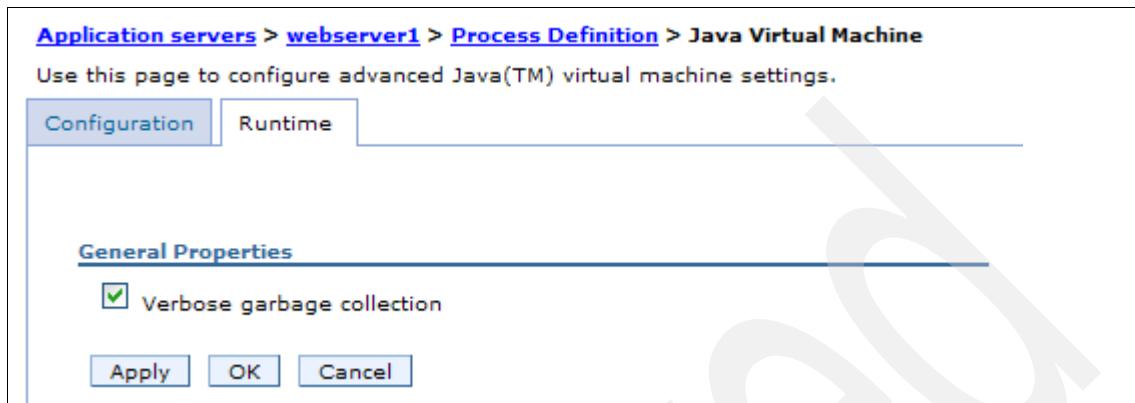 Application servers > webserver1 > Process Definition > Java Virtual Machine
Use this page to configure advanced Java(TM) virtual machine settings.
Configuration Runtime
General Properties
Verbose garbage collection
Apply OK Cancel